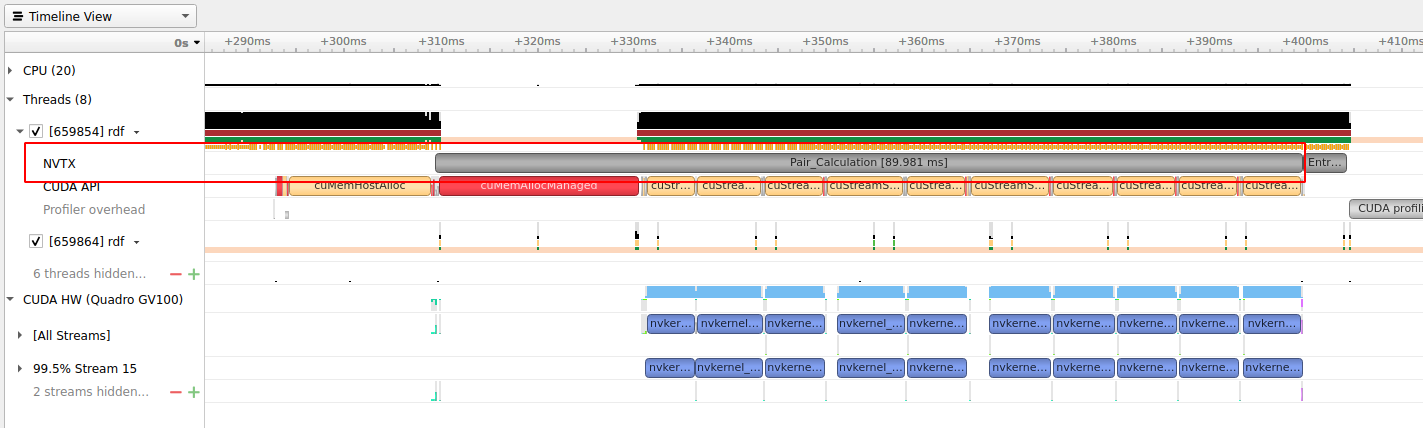 Timeline View
0s
+290ms +300ms +310ms +320ms +330ms +340ms +350ms +360ms +370ms +380ms +390ms +400ms +410ms
CPU (20)
Threads (8)
[659854] rdf
NVTX Pair_Calculation [89.981 ms] Entr...
CUDA API cuMemHostAlloc cuMemAllocManaged cuStr... cuStrea... cuStrea... cuStreamS... cuStrea... cuStreamS... cuStrea... cuStrea... cuStrea... cuStrea...
Profiler overhead CUDA profili
[659864] rdf
6 threads hidden... — +
CUDA HW (Quadro GV100)
[All Streams] nvker... nvkernel... nvkerne... nvkernel_... nvkerne... nvkerne... nvkerne... nvkerne... nvkerne... nvkern...
99.5% Stream 15 nvker... nvkernel_... nvkerne... nvkernel_... nvkerne... nvkerne... nvkerne... nvkerne... nvkerne... nvkerne...
2 streams hidden... — +